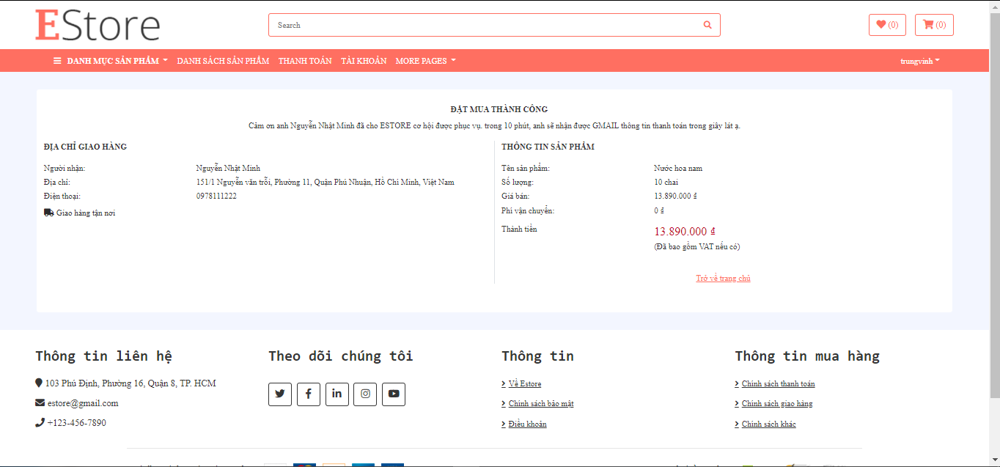 EStore
Search
(0)
(0)
DANH MỤC SẢN PHẨM
DANH SÁCH SẢN PHẨM
THANH TOÁN
TÀI KHOẢN
MORE PAGES
trungvinh
ĐẶT MUA THÀNH CÔNG
Cảm ơn anh Nguyễn Nhật Minh đã cho ESTORE cơ hội được phục vụ. trong 10 phút, anh sẽ nhận được GMAIL thông tin thanh toán trong giây lát ạ.
ĐỊA CHỈ GIAO HÀNG
Người nhận: Nguyễn Nhật Minh
Địa chỉ: 151/1 Nguyễn văn trỗi, Phường 11, Quận Phú Nhuận, Hồ Chí Minh, Việt Nam
Điện thoại: 0978111222
Giao hàng tận nơi
THÔNG TIN SẢN PHẨM
Tên sản phẩm: Nước hoa nam
Số lượng: 10 chai
Giá bán: 13.890.000 ₫
Phí vận chuyển: 0 ₫
Thành tiền 13.890.000 ₫
(Đã bao gồm VAT nếu có)
Trở về trang chủ
Thông tin liên hệ
103 Phú Định, Phường 16, Quận 8, TP. HCM
estore@gmail.com
+123-456-7890
Theo dõi chúng tôi
Thông tin
Về Estore
Chính sách bảo mật
Điều khoản
Thông tin mua hàng
Chính sách thanh toán
Chính sách giao hàng
Chính sách khác